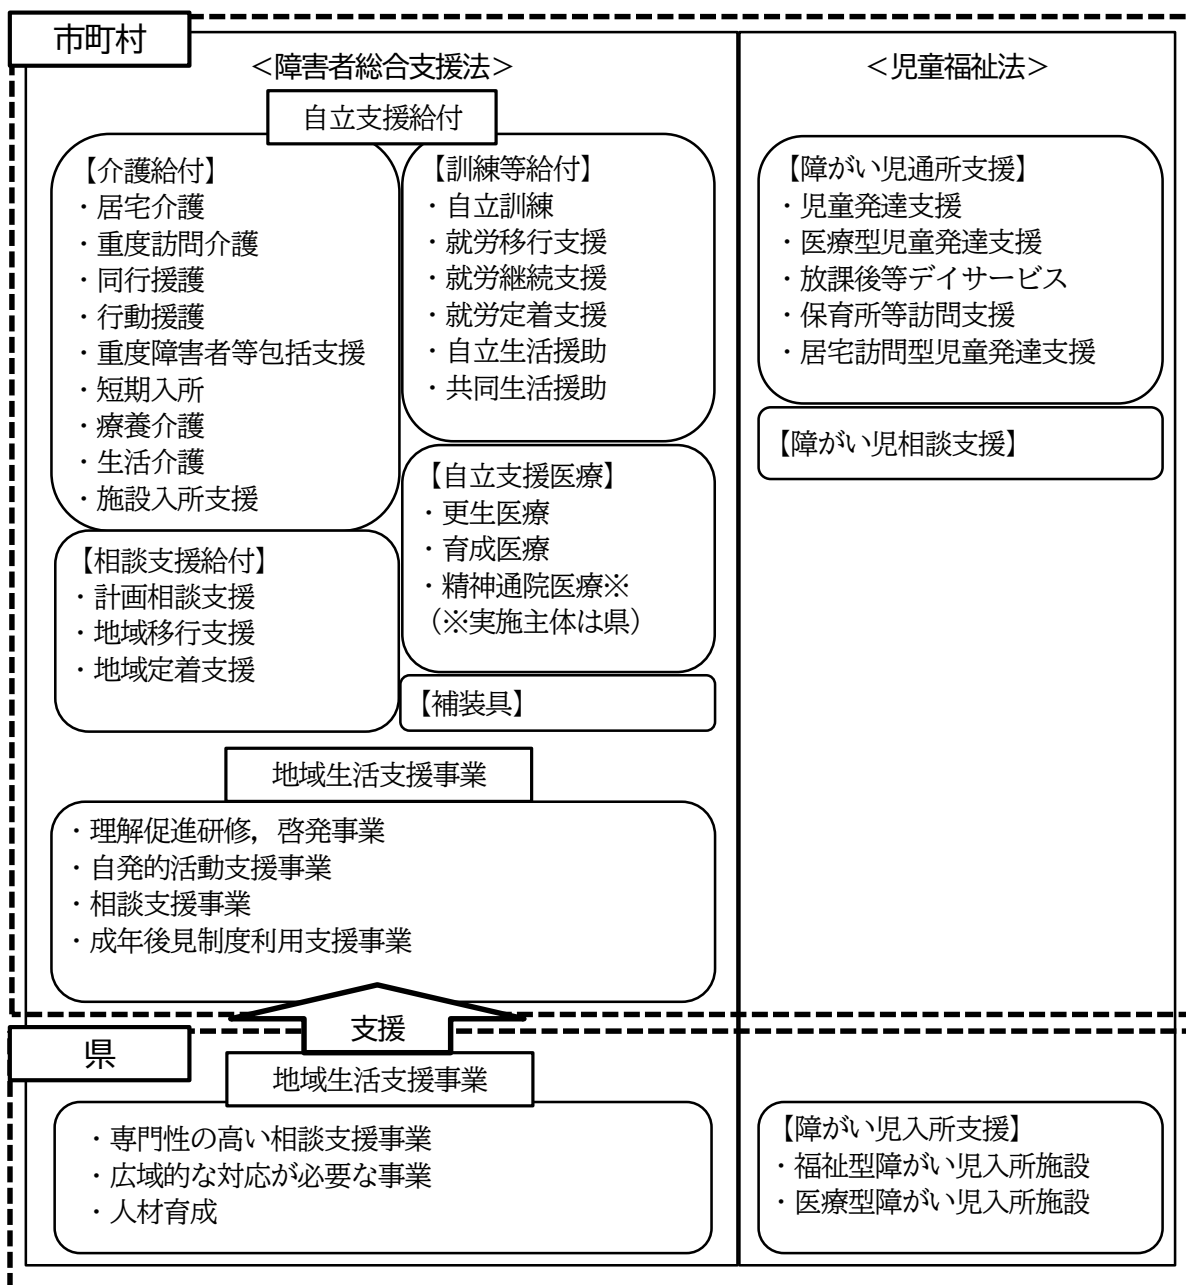 市町村
＜障害者総合支援法＞
自立支援給付
【介護給付】
・居宅介護
・重度訪問介護
・同行援護
・行動援護
・重度障害者等包括支援
・短期入所
・療養介護
・生活介護
・施設入所支援
【訓練等給付】
・自立訓練
・就労移行支援
・就労継続支援
・就労定着支援
・自立生活援助
・共同生活援助
【自立支援医療】
・更生医療
・育成医療
・精神通院医療※
（※実施主体は県）
【相談支援給付】
・計画相談支援
・地域移行支援
・地域定着支援
【補装具】
地域生活支援事業
・理解促進研修，啓発事業
・自発的活動支援事業
・相談支援事業
・成年後見制度利用支援事業
＜児童福祉法＞
【障がい児通所支援】
・児童発達支援
・医療型児童発達支援
・放課後等デイサービス
・保育所等訪問支援
・居宅訪問型児童発達支援
【障がい児相談支援】
支援
県
地域生活支援事業
・専門性の高い相談支援事業
・広域的な対応が必要な事業
・人材育成
【障がい児入所支援】
・福祉型障がい児入所施設
・医療型障がい児入所施設